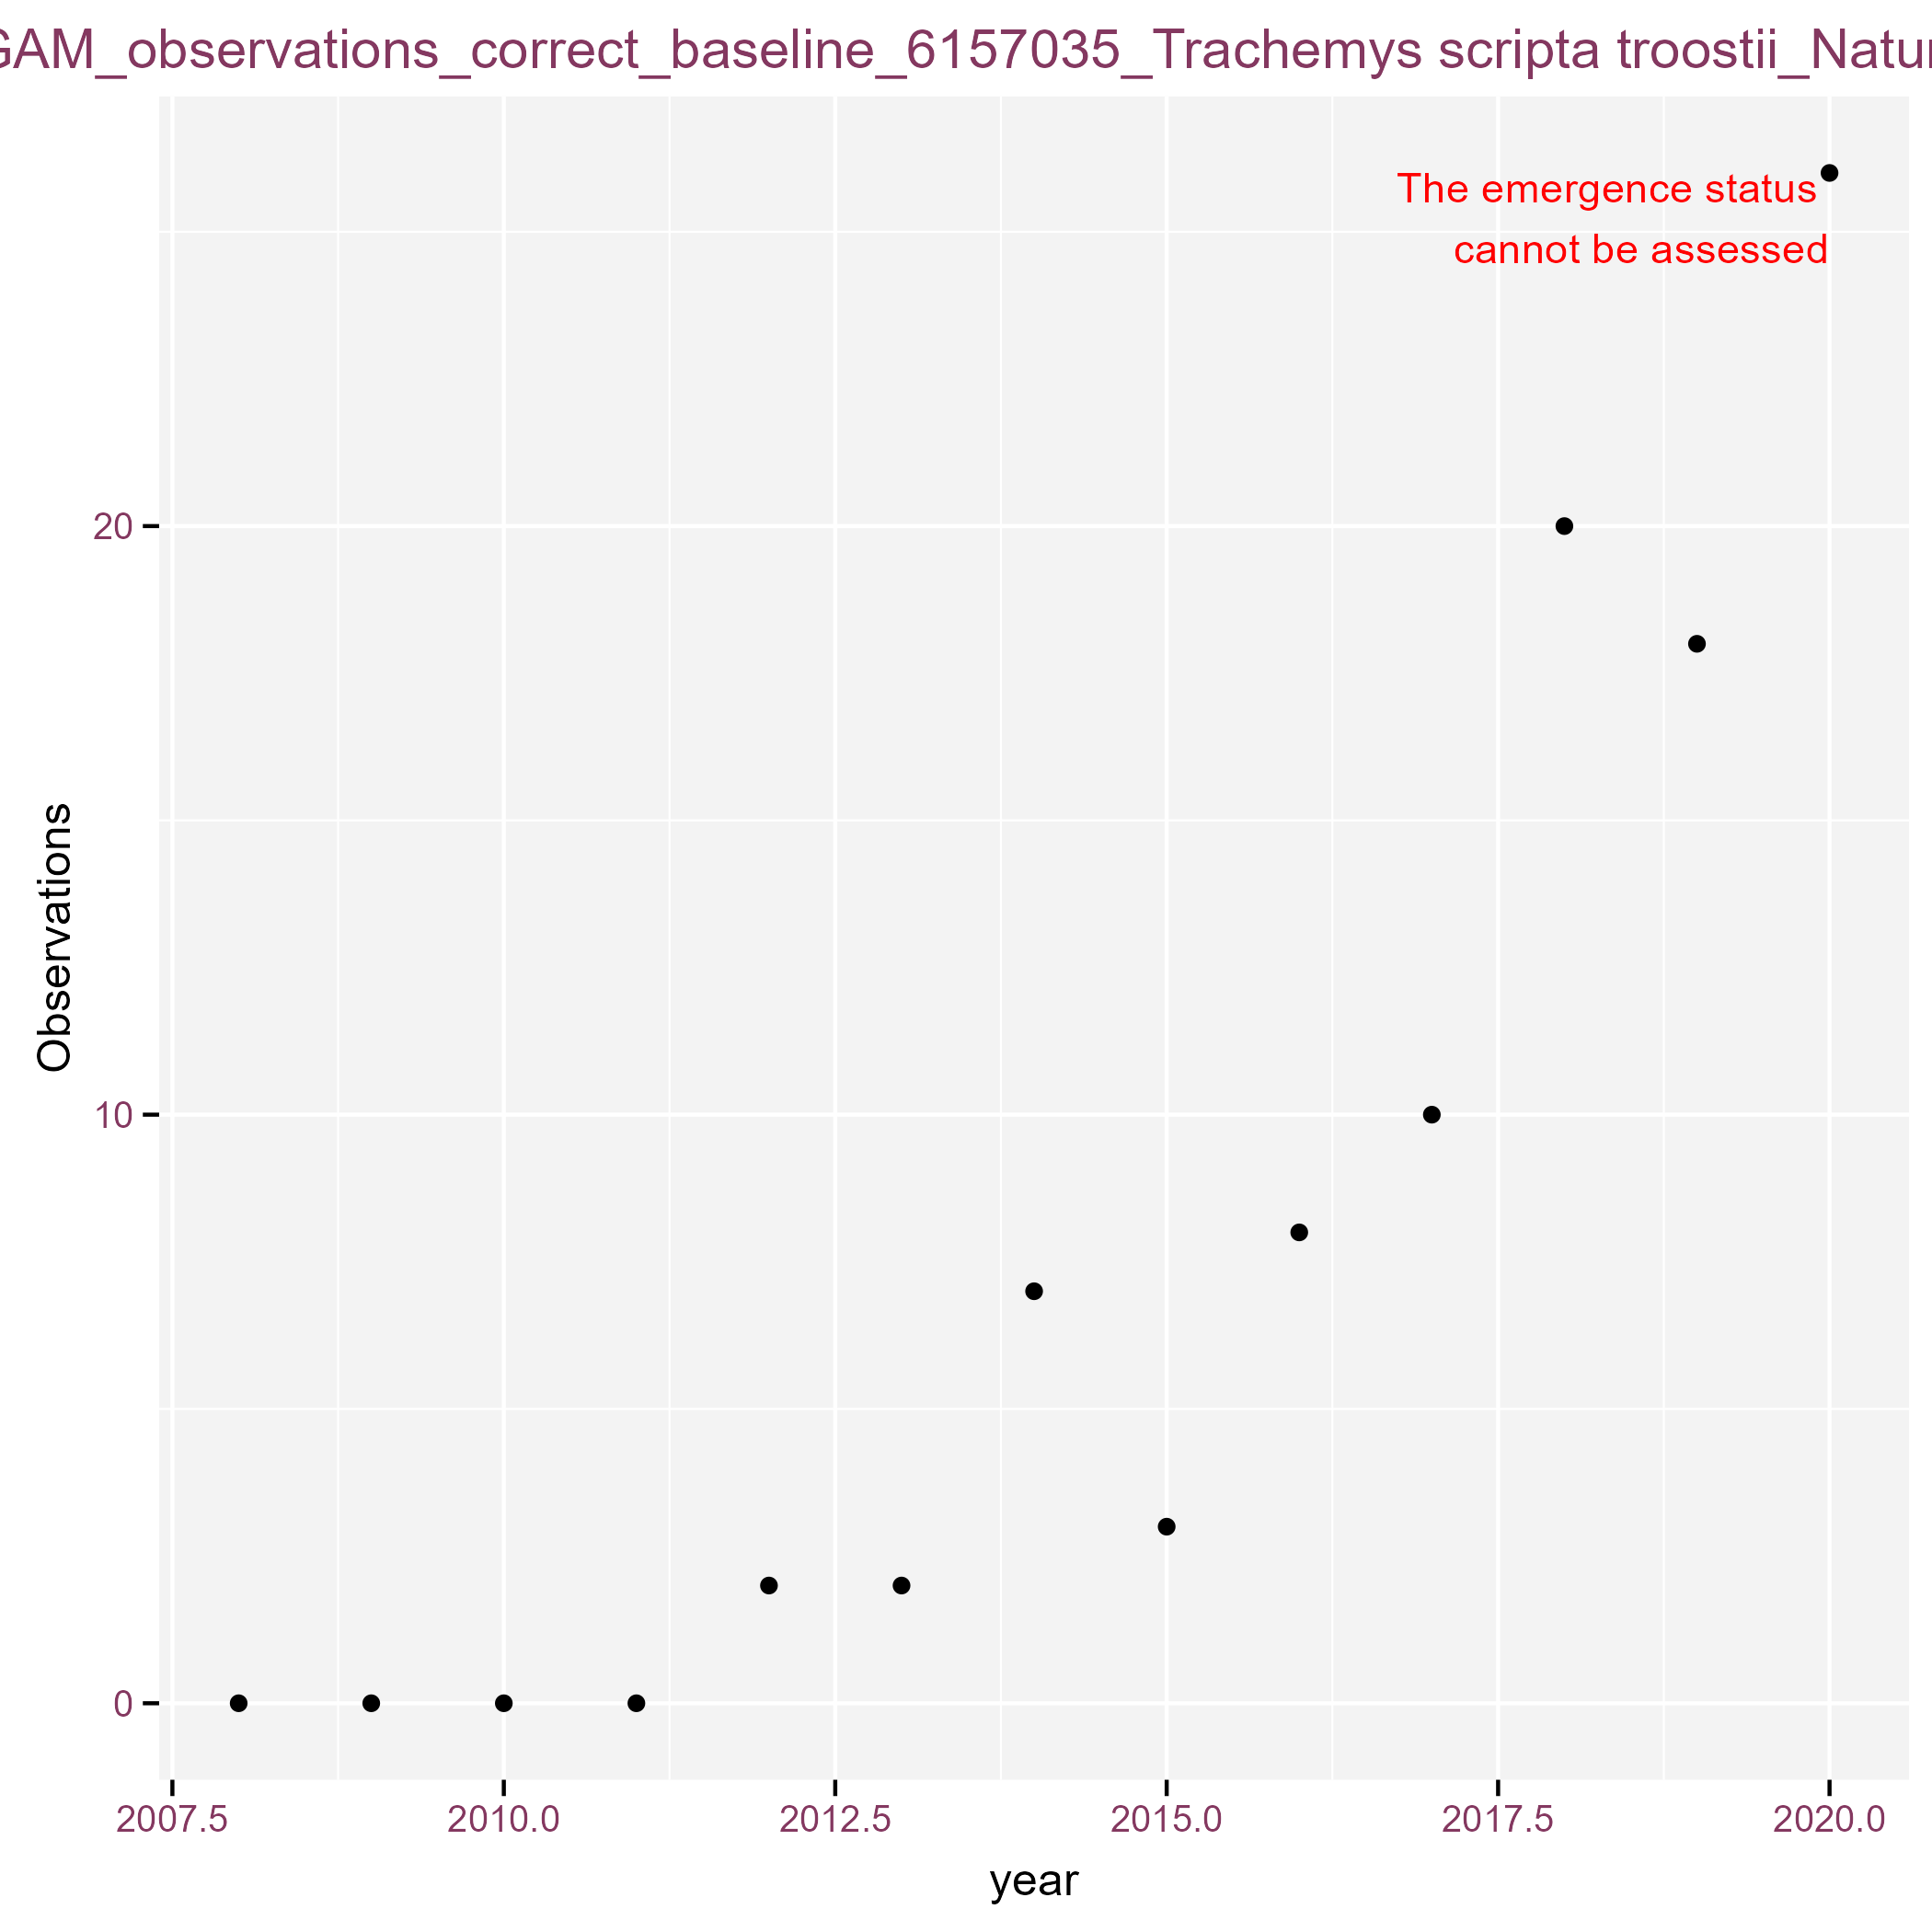 GAM_observations_correct_baseline_6157035_Trachemys scripta troostii_Natur
The emergence status
cannot be assessed
20
10
0
Observations
2007.5 2010.0 2012.5 2015.0 2017.5 2020.0
year